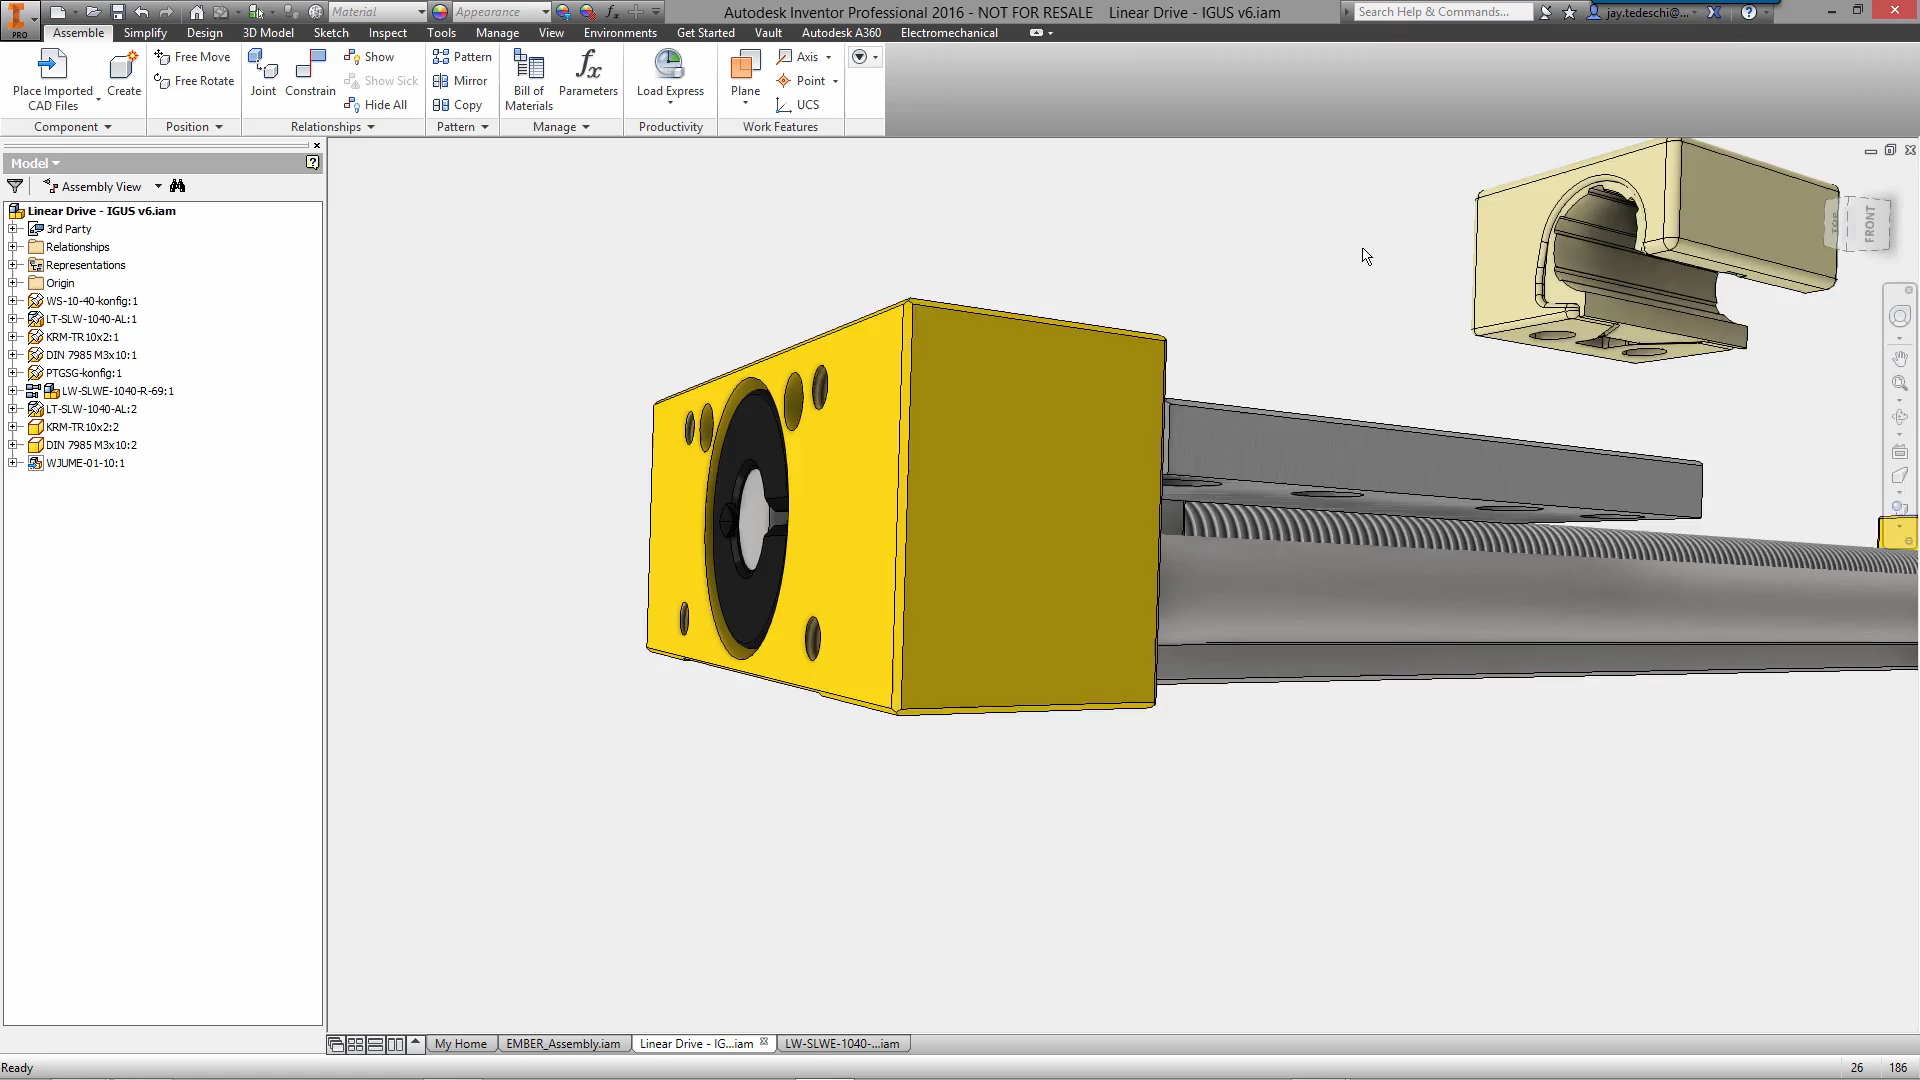 Material
Appearance
Autodesk Inventor Professional 2016 - NOT FOR RESALE Linear Drive - IGUS v6.iam
Search Help & Commands...
jay.tedeschi@...
PRO
Assemble Simplify Design 3D Model Sketch Inspect Tools Manage View Environments Get Started Vault Autodesk A360 Electromechanical
Place Imported CAD Files
Create
Free Move
Free Rotate
Joint
Constrain
Show
Show Sick
Hide All
Pattern
Mirror
Copy
Bill of Materials
Parameters
Load Express
Plane
Axis
Point
UCS
Component Position Relationships Pattern Manage Productivity Work Features
Model
Assembly View
Linear Drive - IGUS v6.iam
3rd Party
Relationships
Representations
Origin
WS-10-40-konfig:1
LT-SLW-1040-AL:1
KRM-TR10x2:1
DIN 7985 M3x10:1
PTGSG-konfig:1
LW-SLWE-1040-R-69:1
LT-SLW-1040-AL:2
KRM-TR10x2:2
DIN 7985 M3x10:2
WJUME-01-10:1
TOP
FRONT
My Home
EMBER_Assembly.iam
Linear Drive - IG...iam
LW-SLWE-1040-...iam
Ready
26 186